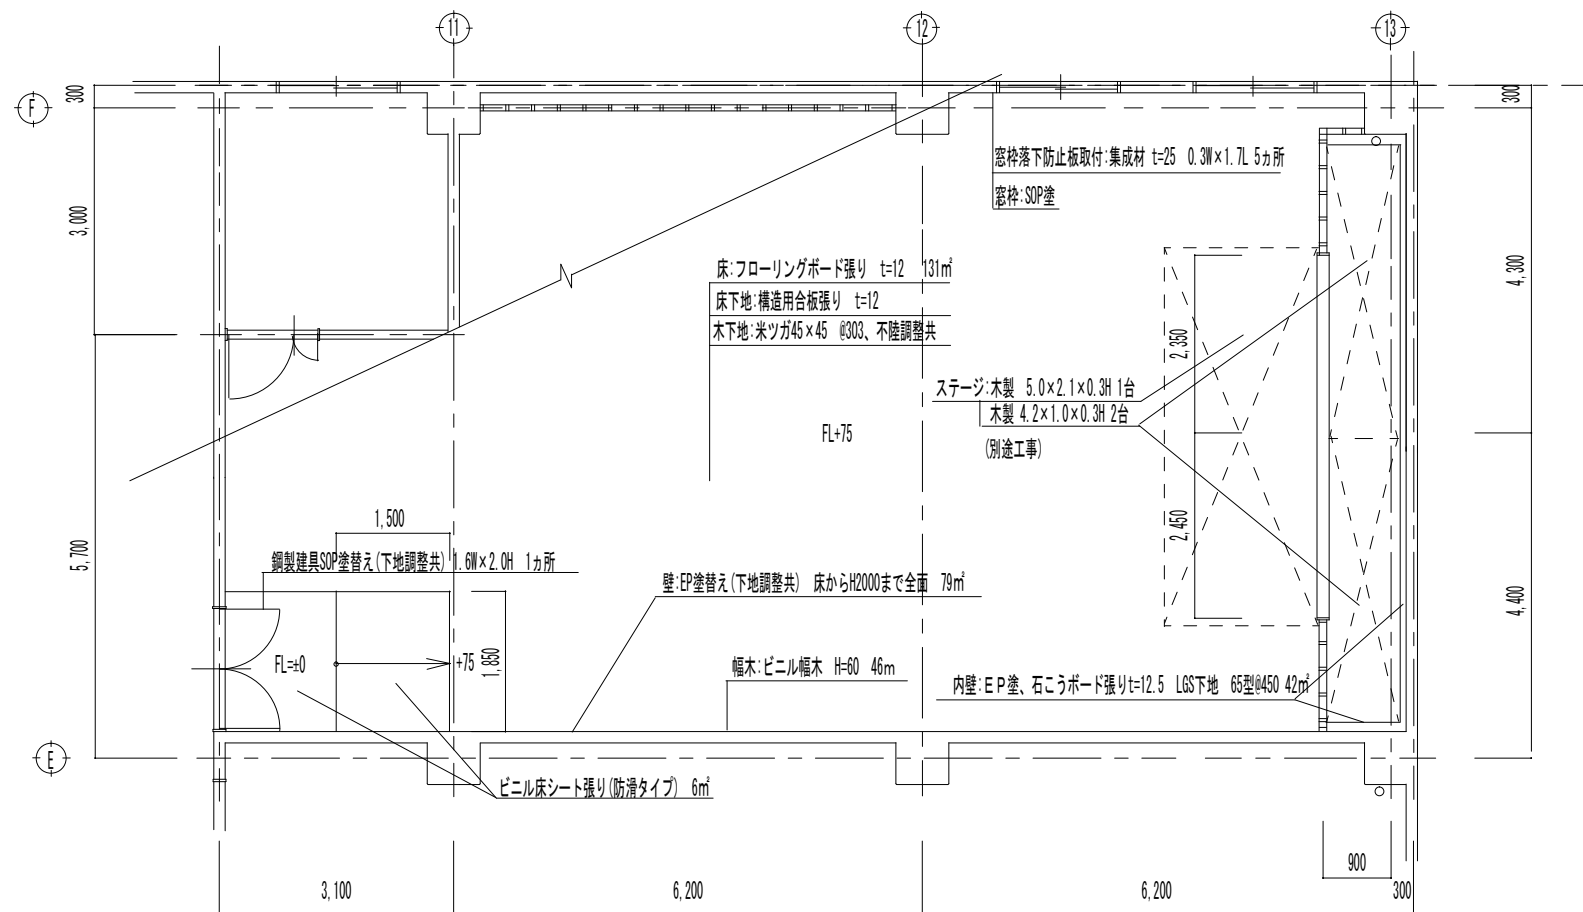 11
12
13
F
300
300
窓枠落下防止板取付:集成材 t=25 0.3W×1.7L 5ヵ所
窓枠:SOP塗
3,000
床:フローリングボード張り t=12 131㎡
床下地:構造用合板張り t=12
木下地:米ツガ45×45 @303、不陸調整共
4,300
2,350
ステージ:木製 5.0×2.1×0.3H 1台
木製 4.2×1.0×0.3H 2台
(別途工事)
FL+75
1,500
2,450
5,700
鋼製建具SOP塗替え(下地調整共) 1.6W×2.0H 1ヵ所
壁:EP塗替え(下地調整共) 床からH2000まで全面 79㎡
4,400
FL=±0
+75
1,850
幅木:ビニル幅木 H=60 46m
内壁:EP塗、石こうボード張りt=12.5 LGS下地 65型@450 42㎡
E
ビニル床シート張り(防滑タイプ) 6㎡
900
3,100
6,200
6,200
300